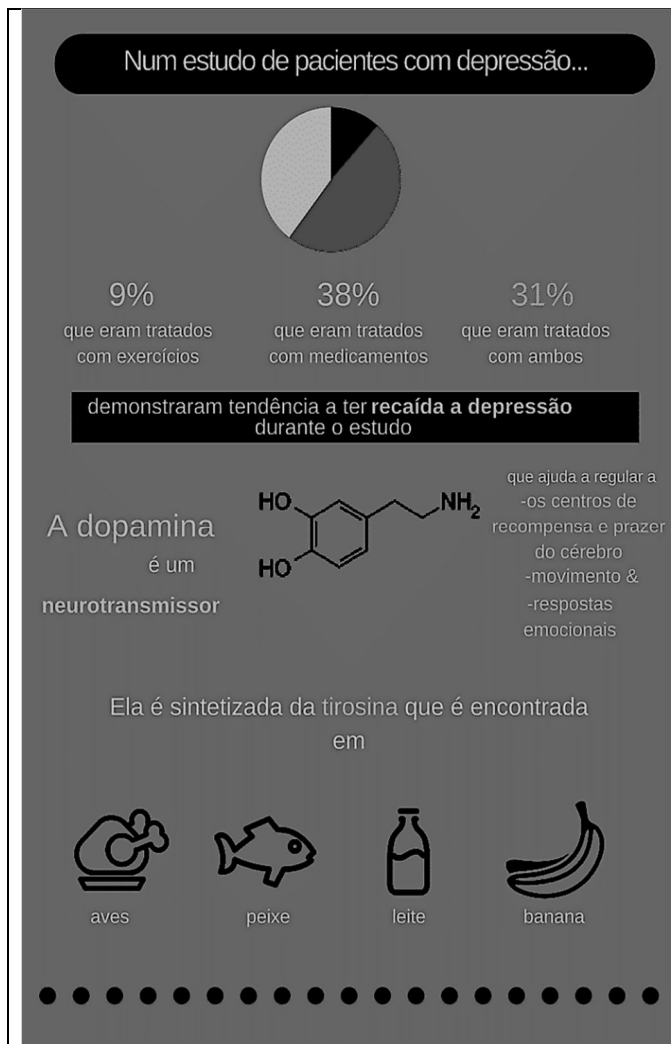 Num estudo de pacientes com depressão...
9%
que eram tratados
com exercícios
38%
que eram tratados
com medicamentos
31%
que eram tratados
com ambos
demonstraram tendência a ter recaída a depressão
durante o estudo
A dopamina
é um
neurotransmissor
HO
HO
NH2
que ajuda a regular a
-os centros de
recompensa e prazer
do cérebro
-movimento &
-respostas
emocionais
Ela é sintetizada da tirosina que é encontrada
em
aves
peixe
leite
banana